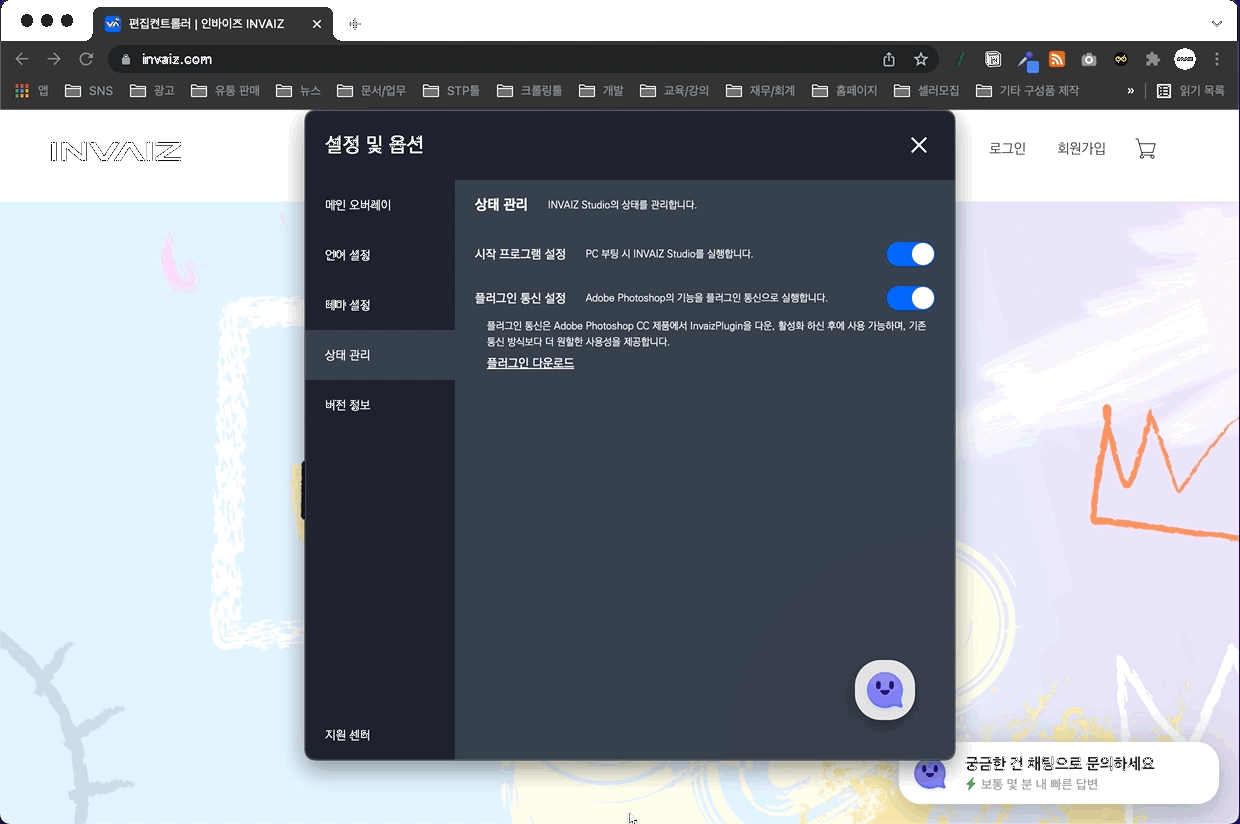 편집컨트롤러 | 인바이즈 INVAIZ
invaiz.com
앱 SNS 광고 유통 판매 뉴스 문서/업무 STP툴 크롤링툴 개발 교육/강의 재무/회계 홈페이지 셀러모집 기타 구성품 제작 » 읽기 목록
INVAIZ
로그인 회원가입
설정 및 옵션
메인 오버레이
언어 설정
테마 설정
상태 관리
버전 정보
지원 센터
상태 관리 INVAIZ Studio의 상태를 관리합니다.
시작 프로그램 설정 PC 부팅 시 INVAIZ Studio를 실행합니다.
플러그인 통신 설정 Adobe Photoshop의 기능을 플러그인 통신으로 실행합니다.
플러그인 통신은 Adobe Photoshop CC 제품에서 InvaizPlugin을 다운, 활성화 하신 후에 사용 가능하며, 기존
통신 방식보다 더 원할한 사용성을 제공합니다.
플러그인 다운로드
궁금한 건 채팅으로 문의하세요
보통 몇 분 내 빠른 답변